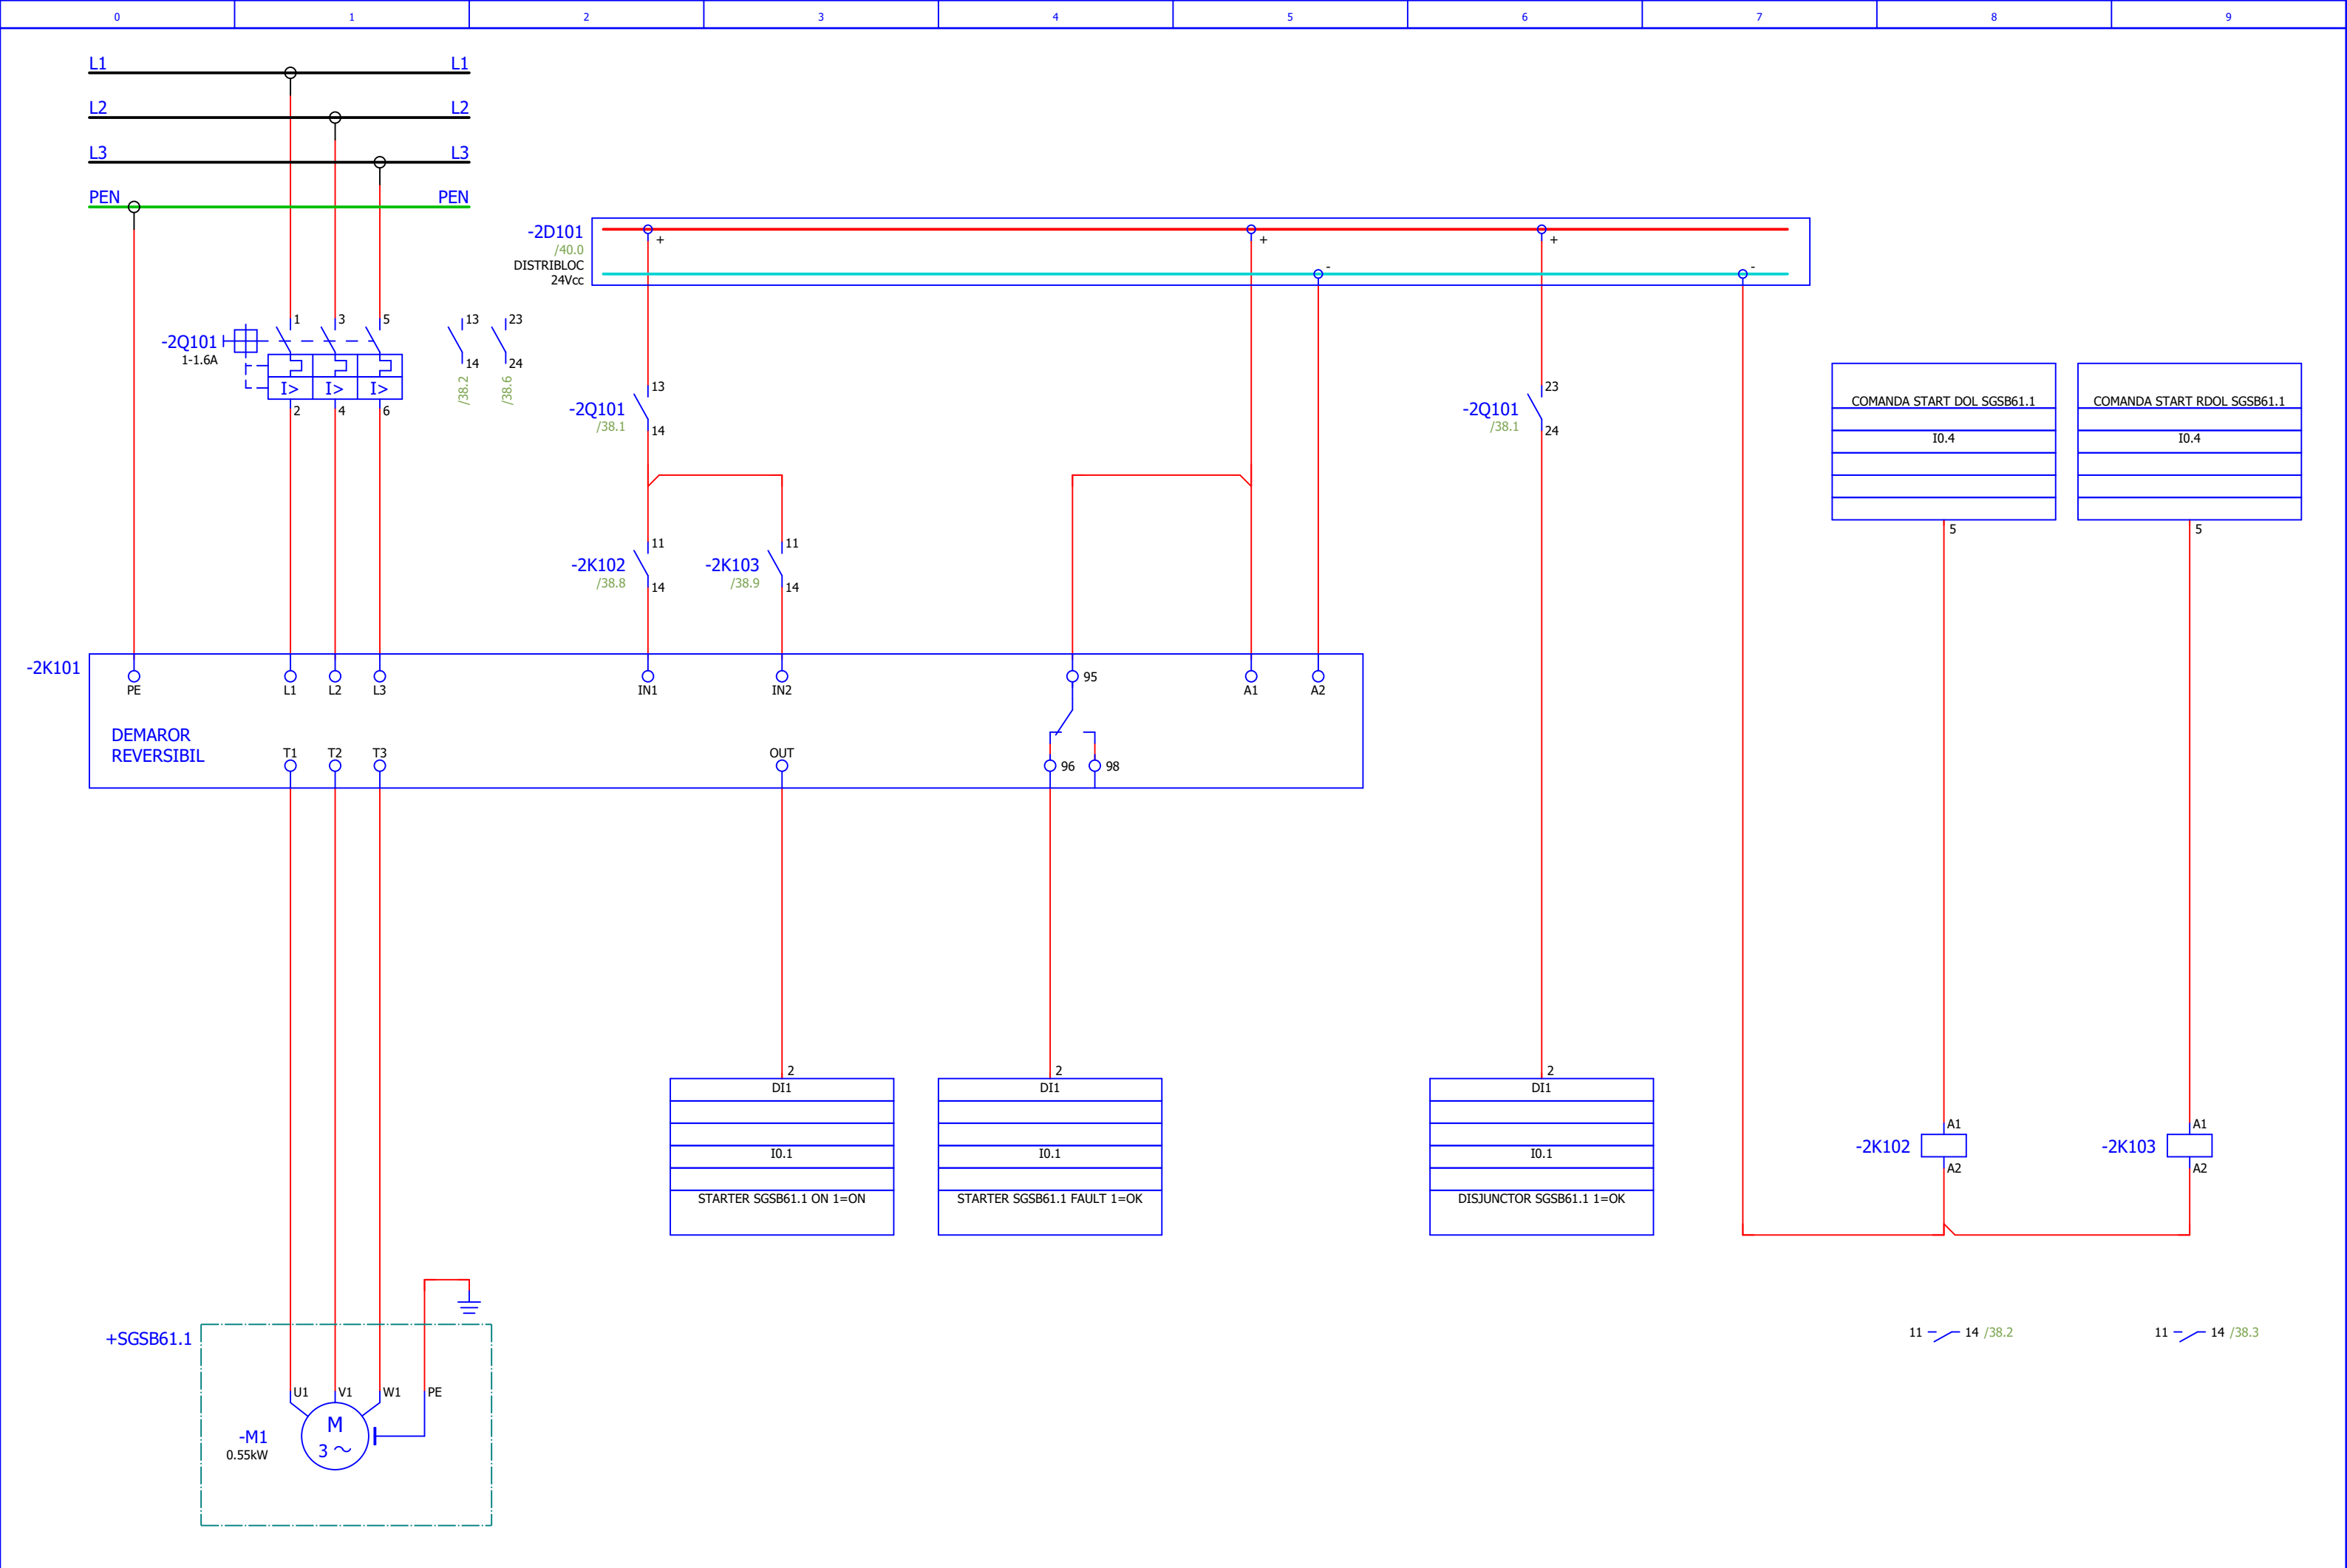 0 1 2 3 4 5 6 7 8 9
L1 L1
L2 L2
L3 L3
PEN PEN
-2D101
/40.0
DISTRIBLOC
24Vcc
+ + +
- -
-2Q101
1-1.6A
1 3 5
I> I> I>
2 4 6
13 23
14 24
/38.2 /38.6
-2Q101
/38.1
13
14
-2Q101
/38.1
23
24
COMANDA START DOL SGSB61.1
I0.4
5
COMANDA START RDOL SGSB61.1
I0.4
5
-2K102
/38.8
11
14
-2K103
/38.9
11
14
-2K101
PE L1 L2 L3 IN1 IN2 95 A1 A2
DEMAROR
REVERSIBIL
T1 T2 T3 OUT 96 98
2
DI1
I0.1
STARTER SGSB61.1 ON 1=ON
2
DI1
I0.1
STARTER SGSB61.1 FAULT 1=OK
2
DI1
I0.1
DISJUNCTOR SGSB61.1 1=OK
-2K102
A1
A2
-2K103
A1
A2
11 14 /38.2
11 14 /38.3
+SGSB61.1
U1 V1 W1 PE
-M1
0.55kW
M
3 ~